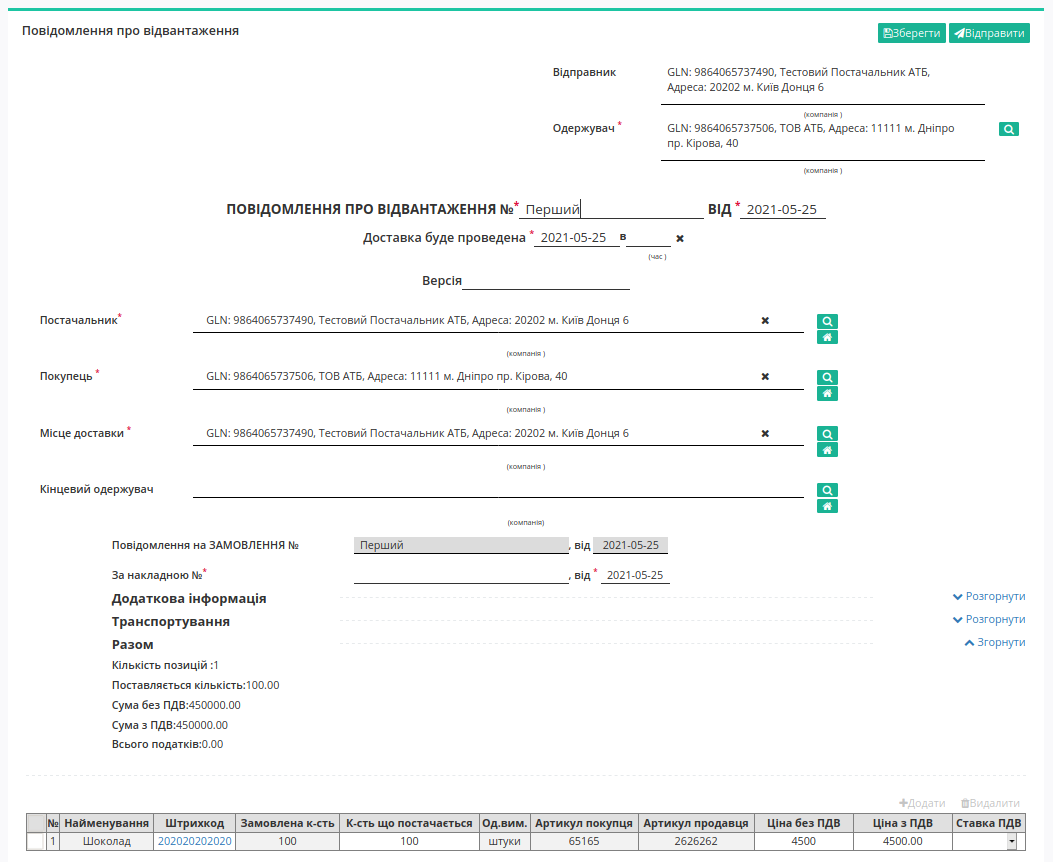 Повідомлення про відвантаження
Зберегти Відправити
Відправник GLN: 9864065737490, Тестовий Постачальник АТБ,
Адреса: 20202 м. Київ Донця 6
(компанія )
Одержувач * GLN: 9864065737506, ТОВ АТБ, Адреса: 11111 м. Дніпро
пр. Кірова, 40
(компанія )
ПОВІДОМЛЕННЯ ПРО ВІДВАНТАЖЕННЯ №* Перший ВІД * 2021-05-25
Доставка буде проведена * 2021-05-25 в
(час )
Версія
Постачальник* GLN: 9864065737490, Тестовий Постачальник АТБ, Адреса: 20202 м. Київ Донця 6
(компанія )
Покупець * GLN: 9864065737506, ТОВ АТБ, Адреса: 11111 м. Дніпро пр. Кірова, 40
(компанія )
Місце доставки * GLN: 9864065737490, Тестовий Постачальник АТБ, Адреса: 20202 м. Київ Донця 6
(компанія )
Кінцевий одержувач
(компанія)
Повідомлення на ЗАМОВЛЕННЯ № Перший , від 2021-05-25
За накладною №* , від * 2021-05-25
Додаткова інформація Розгорнути
Транспортування Розгорнути
Разом Згорнути
Кількість позицій :1
Поставляється кількість:100.00
Сума без ПДВ:450000.00
Сума з ПДВ:450000.00
Всього податків:0.00
Додати Видалити
№ Найменування Штрихкод Замовлена к-сть К-сть що постачається Од.вим. Артикул покупця Артикул продавця Ціна без ПДВ Ціна з ПДВ Ставка ПДВ
1 Шоколад 202020202020 100 100 штуки 65165 2626262 4500 4500.00